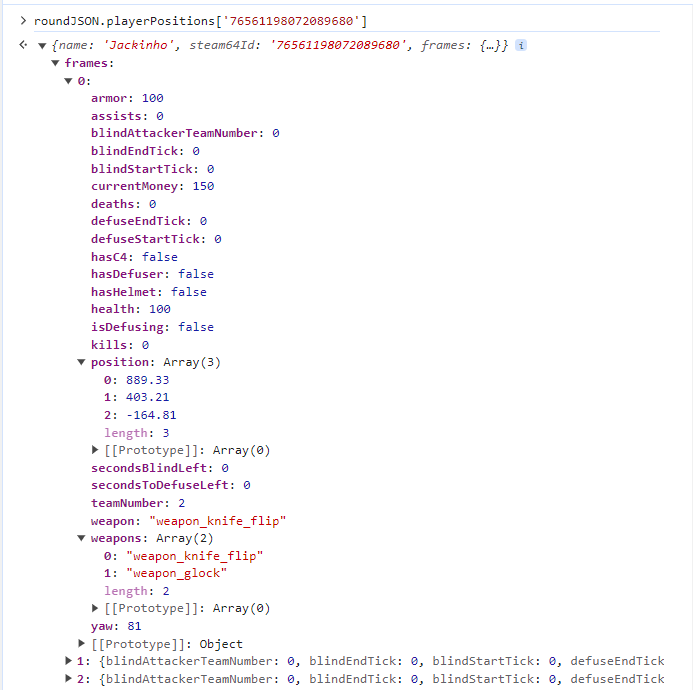 > roundJSON.playerPositions['76561198072089680']
{name: 'Jackinho', steam64Id: '76561198072089680', frames: {…}} i
frames:
0:
armor: 100
assists: 0
blindAttackerTeamNumber: 0
blindEndTick: 0
blindStartTick: 0
currentMoney: 150
deaths: 0
defuseEndTick: 0
defuseStartTick: 0
hasC4: false
hasDefuser: false
hasHelmet: false
health: 100
isDefusing: false
kills: 0
position: Array(3)
0: 889.33
1: 403.21
2: -164.81
length: 3
[[Prototype]]: Array(0)
secondsBlindLeft: 0
secondsToDefuseLeft: 0
teamNumber: 2
weapon: "weapon_knife_flip"
weapons: Array(2)
0: "weapon_knife_flip"
1: "weapon_glock"
length: 2
[[Prototype]]: Array(0)
yaw: 81
[[Prototype]]: Object
1: {blindAttackerTeamNumber: 0, blindEndTick: 0, blindStartTick: 0, defuseEndTick
2: {blindAttackerTeamNumber: 0, blindEndTick: 0, blindStartTick: 0, defuseEndTick